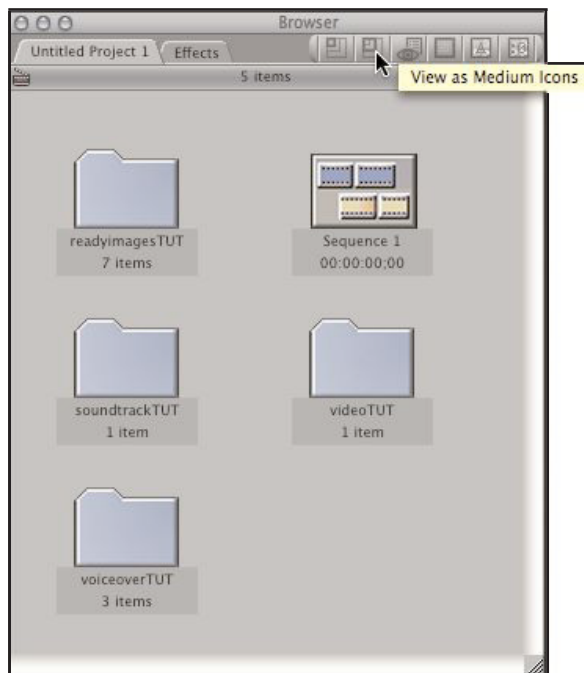 Browser
Untitled Project 1 Effects
5 items
View as Medium Icons
readyimagesTUT
7 items
Sequence 1
00:00:00;00
soundtrackTUT
1 item
videoTUT
1 item
voiceoverTUT
3 items